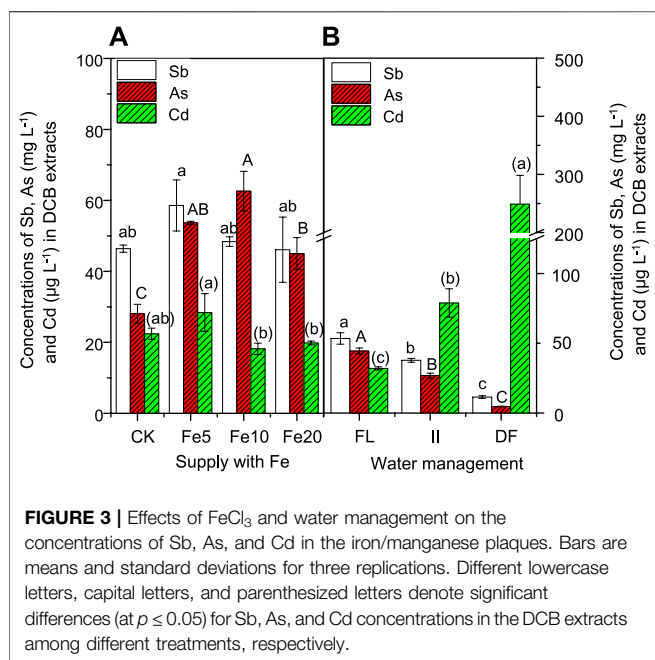 A
B
Sb
As
Cd
Sb
As
Cd
Concentrations of Sb, As (mg L⁻¹)
and Cd (µg L⁻¹) in DCB extracts
100
80
60
40
20
0
ab
C
(ab)
a
AB
(a)
ab
A
(b)
ab
B
(b)
a
A
(c)
b
B
(b)
c
C
(a)
500
400
300
200
100
50
0
Concentrations of Sb, As (mg L⁻¹)
and Cd (µg L⁻¹) in DCB extracts
CK Fe5 Fe10 Fe20
Supply with Fe
FL II DF
Water management
FIGURE 3 | Effects of FeCl₃ and water management on the
concentrations of Sb, As, and Cd in the iron/manganese plaques. Bars are
means and standard deviations for three replications. Different lowercase
letters, capital letters, and parenthesized letters denote significant
differences (at p ≤ 0.05) for Sb, As, and Cd concentrations in the DCB extracts
among different treatments, respectively.